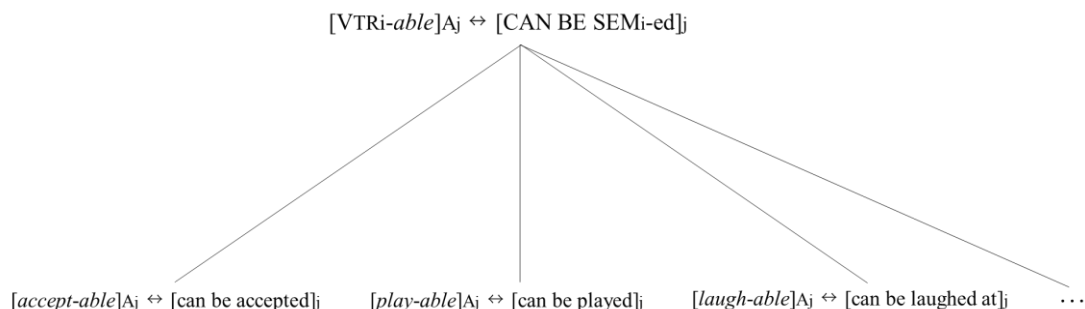 [VTRi-able]Aj ↔ [CAN BE SEMi-ed]j
[accept-able]Aj ↔ [can be accepted]j [play-able]Aj ↔ [can be played]j [laugh-able]Aj ↔ [can be laughed at]j ...